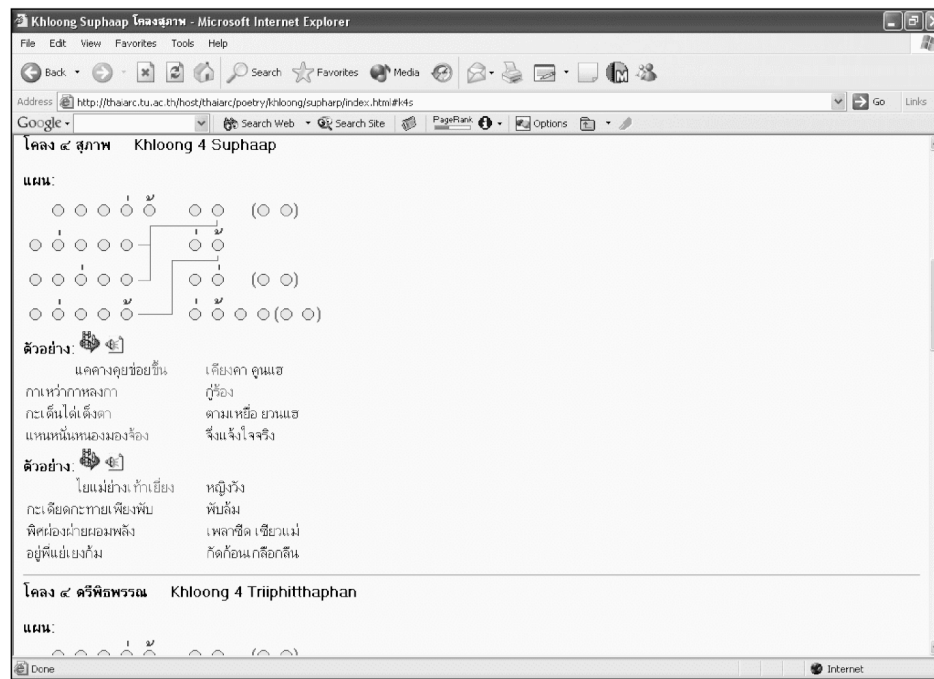 Khloong Suphaap โคลงสุภาพ - Microsoft Internet Explorer
File Edit View Favorites Tools Help
Back Search Favorites Media
Address http://thaiarc.tu.ac.th/host/thaiarc/poetry/khloong/supharp/index.html#k4s Go Links
Google Search Web Search Site PageRank Options
โคลง ๔ สุภาพ Khloong 4 Suphaap
แผน:
ตัวอย่าง:
แคคางคุยข่อยขึ้น เคียงคา คูนแฮ
กาเหว่ากาหลงกา กู่ร้อง
กะเต็นไต่เต็งตา ตามเหยื่อ ยวนแฮ
แหนหนั่นหนองมองจ้อง จึ่งแจ้งใจจริง
ตัวอย่าง:
ไยแม่ย่างเท้าเยี่ยง หญิงวัง
กะเดียดกะทายเพียงพับ พับล้ม
พิศผ่องฝ่ายผอมพลัง เพลาซีด เซียวแม่
อยู่พี่แย่เยงก้ม กัดก้อนเกลือกลืน
โคลง ๔ ตรีพิธพรรณ Khloong 4 Triiphitthaphan
แผน:
Done Internet